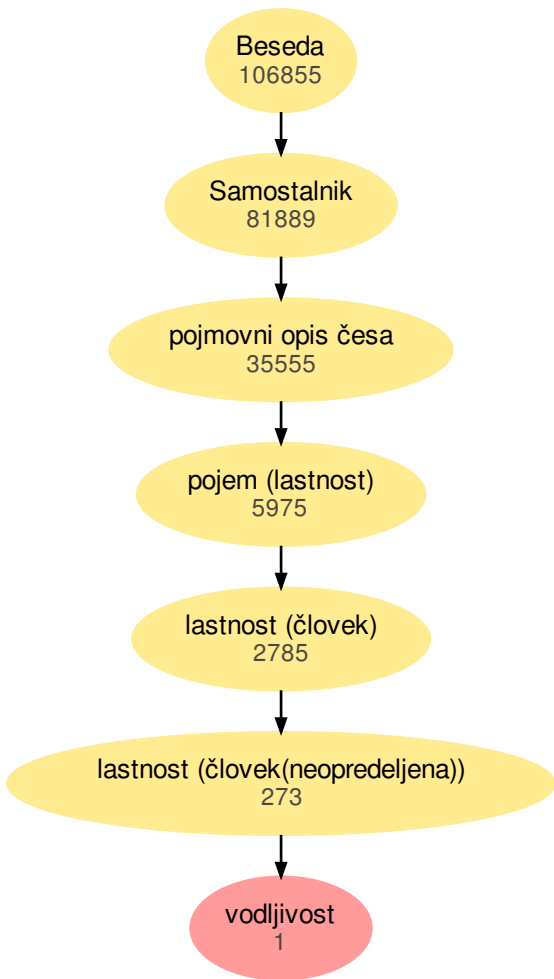 Beseda
106855
Samostalnik
81889
pojmovni opis česa
35555
pojem (lastnost)
5975
lastnost (človek)
2785
lastnost (človek(neopredeljena))
273
vodljivost
1